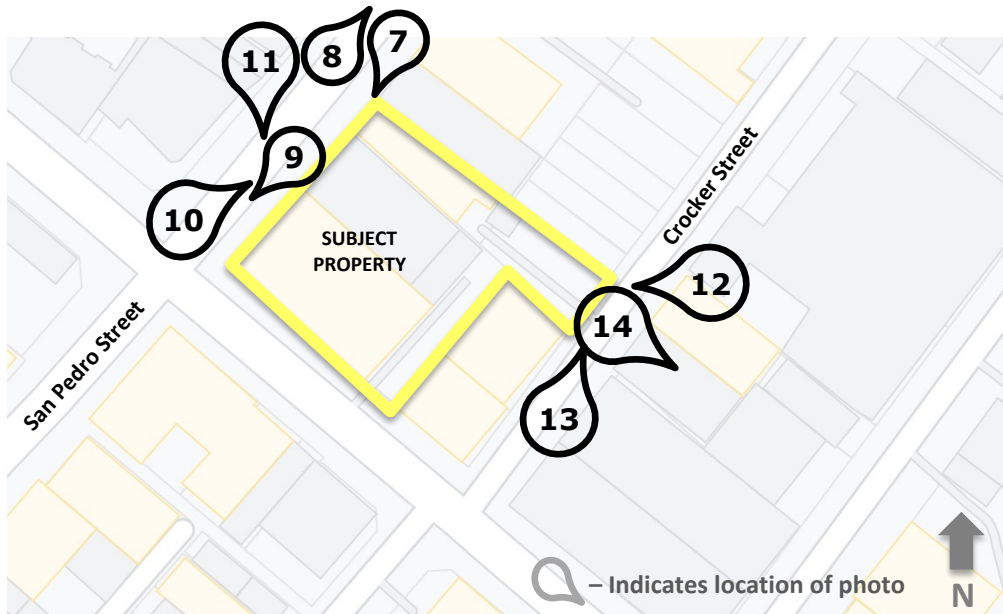 7
8
11
9
10
SUBJECT
PROPERTY
Crocker Street
12
14
San Pedro Street
13
– Indicates location of photo
N